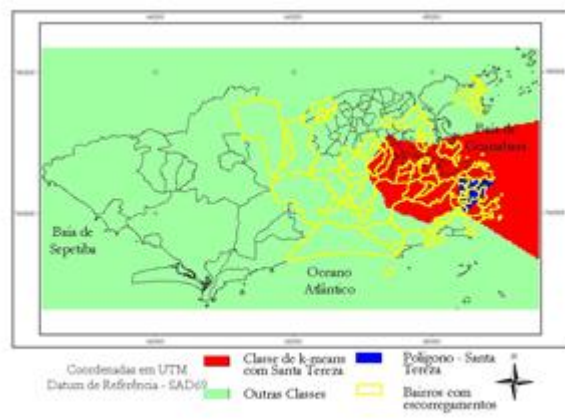 Baía de
Guanabara
Baía de
Sepetiba
Oceano
Atlântico
Coordenadas em UTM
Datum de Referência - SAD69
Classe de k-means
com Santa Tereza
Outras Classes
Polígono - Santa
Tereza
Bairros com
escorregamentos